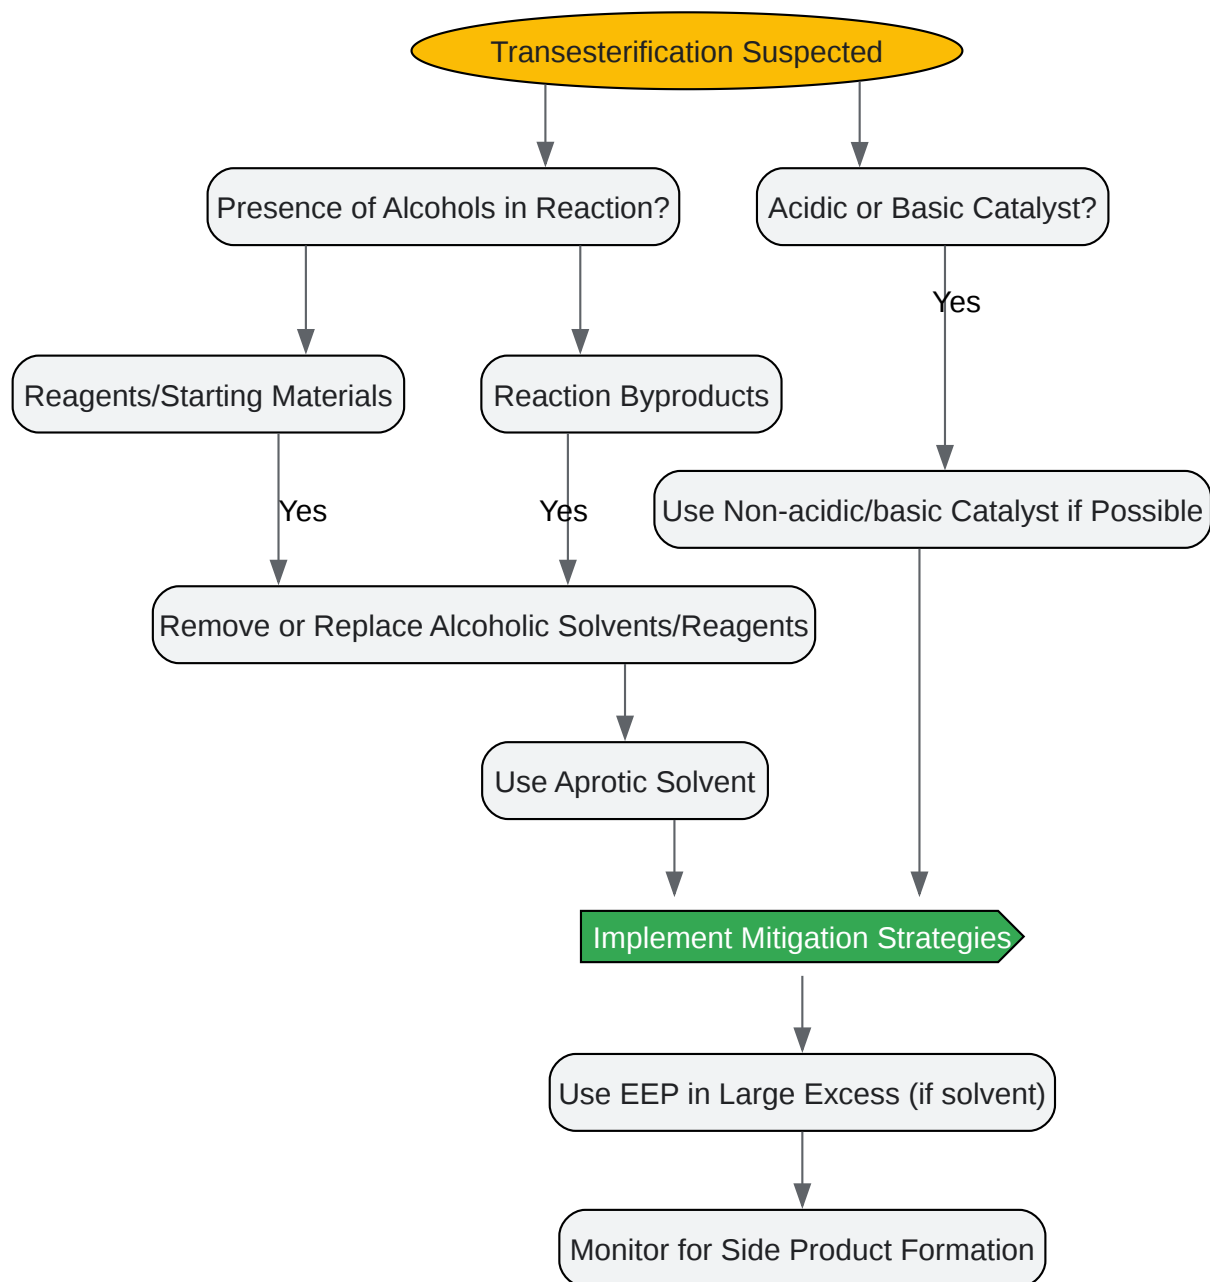 Transesterification Suspected
Presence of Alcohols in Reaction?
Acidic or Basic Catalyst?
Yes
Reagents/Starting Materials
Reaction Byproducts
Yes
Yes
Use Non-acidic/basic Catalyst if Possible
Remove or Replace Alcoholic Solvents/Reagents
Use Aprotic Solvent
Implement Mitigation Strategies
Use EEP in Large Excess (if solvent)
Monitor for Side Product Formation